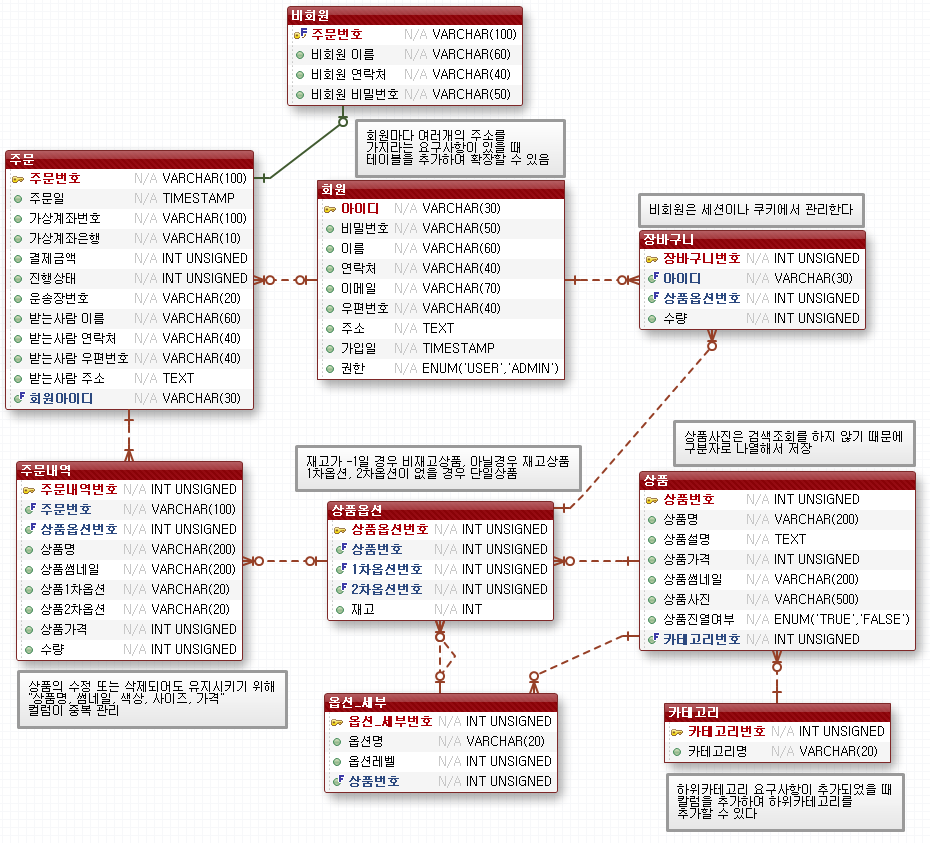 비회원
주문번호 N/A VARCHAR(100)
비회원 이름 N/A VARCHAR(60)
비회원 연락처 N/A VARCHAR(40)
비회원 비밀번호 N/A VARCHAR(50)
회원마다 여러개의 주소를
가지라는 요구사항이 있을 때
테이블을 추가하여 확장할 수 있음
주문
주문번호 N/A VARCHAR(100)
주문일 N/A TIMESTAMP
가상계좌번호 N/A VARCHAR(100)
가상계좌은행 N/A VARCHAR(10)
결제금액 N/A INT UNSIGNED
진행상태 N/A INT UNSIGNED
운송장번호 N/A VARCHAR(20)
받는사람 이름 N/A VARCHAR(60)
받는사람 연락처 N/A VARCHAR(40)
받는사람 우편번호 N/A VARCHAR(40)
받는사람 주소 N/A TEXT
회원아이디 N/A VARCHAR(30)
회원
아이디 N/A VARCHAR(30)
비밀번호 N/A VARCHAR(50)
이름 N/A VARCHAR(60)
연락처 N/A VARCHAR(40)
이메일 N/A VARCHAR(70)
우편번호 N/A VARCHAR(40)
주소 N/A TEXT
가입일 N/A TIMESTAMP
권한 N/A ENUM('USER','ADMIN')
비회원은 세션이나 쿠키에서 관리한다
장바구니
장바구니번호 N/A INT UNSIGNED
아이디 N/A VARCHAR(30)
상품옵션번호 N/A INT UNSIGNED
수량 N/A INT UNSIGNED
상품사진은 검색조회를 하지 않기 때문에
구분자로 나열해서 저장
재고가 -1일 경우 비재고상품, 아닐경우 재고상품
1차옵션, 2차옵션이 없을 경우 단일상품
주문내역
주문내역번호 N/A INT UNSIGNED
주문번호 N/A VARCHAR(100)
상품옵션번호 N/A INT UNSIGNED
상품명 N/A VARCHAR(200)
상품썸네일 N/A VARCHAR(200)
상품1차옵션 N/A VARCHAR(20)
상품2차옵션 N/A VARCHAR(20)
상품가격 N/A INT UNSIGNED
수량 N/A INT UNSIGNED
상품옵션
상품옵션번호 N/A INT UNSIGNED
상품번호 N/A INT UNSIGNED
1차옵션번호 N/A INT UNSIGNED
2차옵션번호 N/A INT UNSIGNED
재고 N/A INT
상품
상품번호 N/A INT UNSIGNED
상품명 N/A VARCHAR(200)
상품설명 N/A TEXT
상품가격 N/A INT UNSIGNED
상품썸네일 N/A VARCHAR(200)
상품사진 N/A VARCHAR(500)
상품진열여부 N/A ENUM('TRUE','FALSE')
카테고리번호 N/A INT UNSIGNED
상품의 수정 또는 삭제되어도 유지시키기 위해
"상품명, 썸네일, 색상, 사이즈, 가격"
컬럼이 중복 관리
옵션_세부
옵션_세부번호 N/A INT UNSIGNED
옵션명 N/A VARCHAR(20)
옵션레벨 N/A INT UNSIGNED
상품번호 N/A INT UNSIGNED
카테고리
카테고리번호 N/A INT UNSIGNED
카테고리명 N/A VARCHAR(20)
하위카테고리 요구사항이 추가되었을 때
칼럼을 추가하여 하위카테고리를
추가할 수 있다